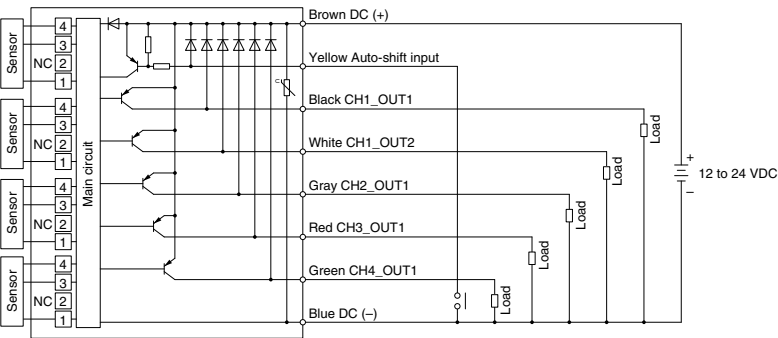 Sensor
4
3
NC 2
1
Sensor
4
3
NC 2
1
Sensor
4
3
NC 2
1
Sensor
4
3
NC 2
1
Main circuit
Brown DC (+)
Yellow Auto-shift input
Black CH1_OUT1
White CH1_OUT2
Gray CH2_OUT1
Red CH3_OUT1
Green CH4_OUT1
Blue DC (–)
Load
Load
Load
Load
Load
+
12 to 24 VDC
–